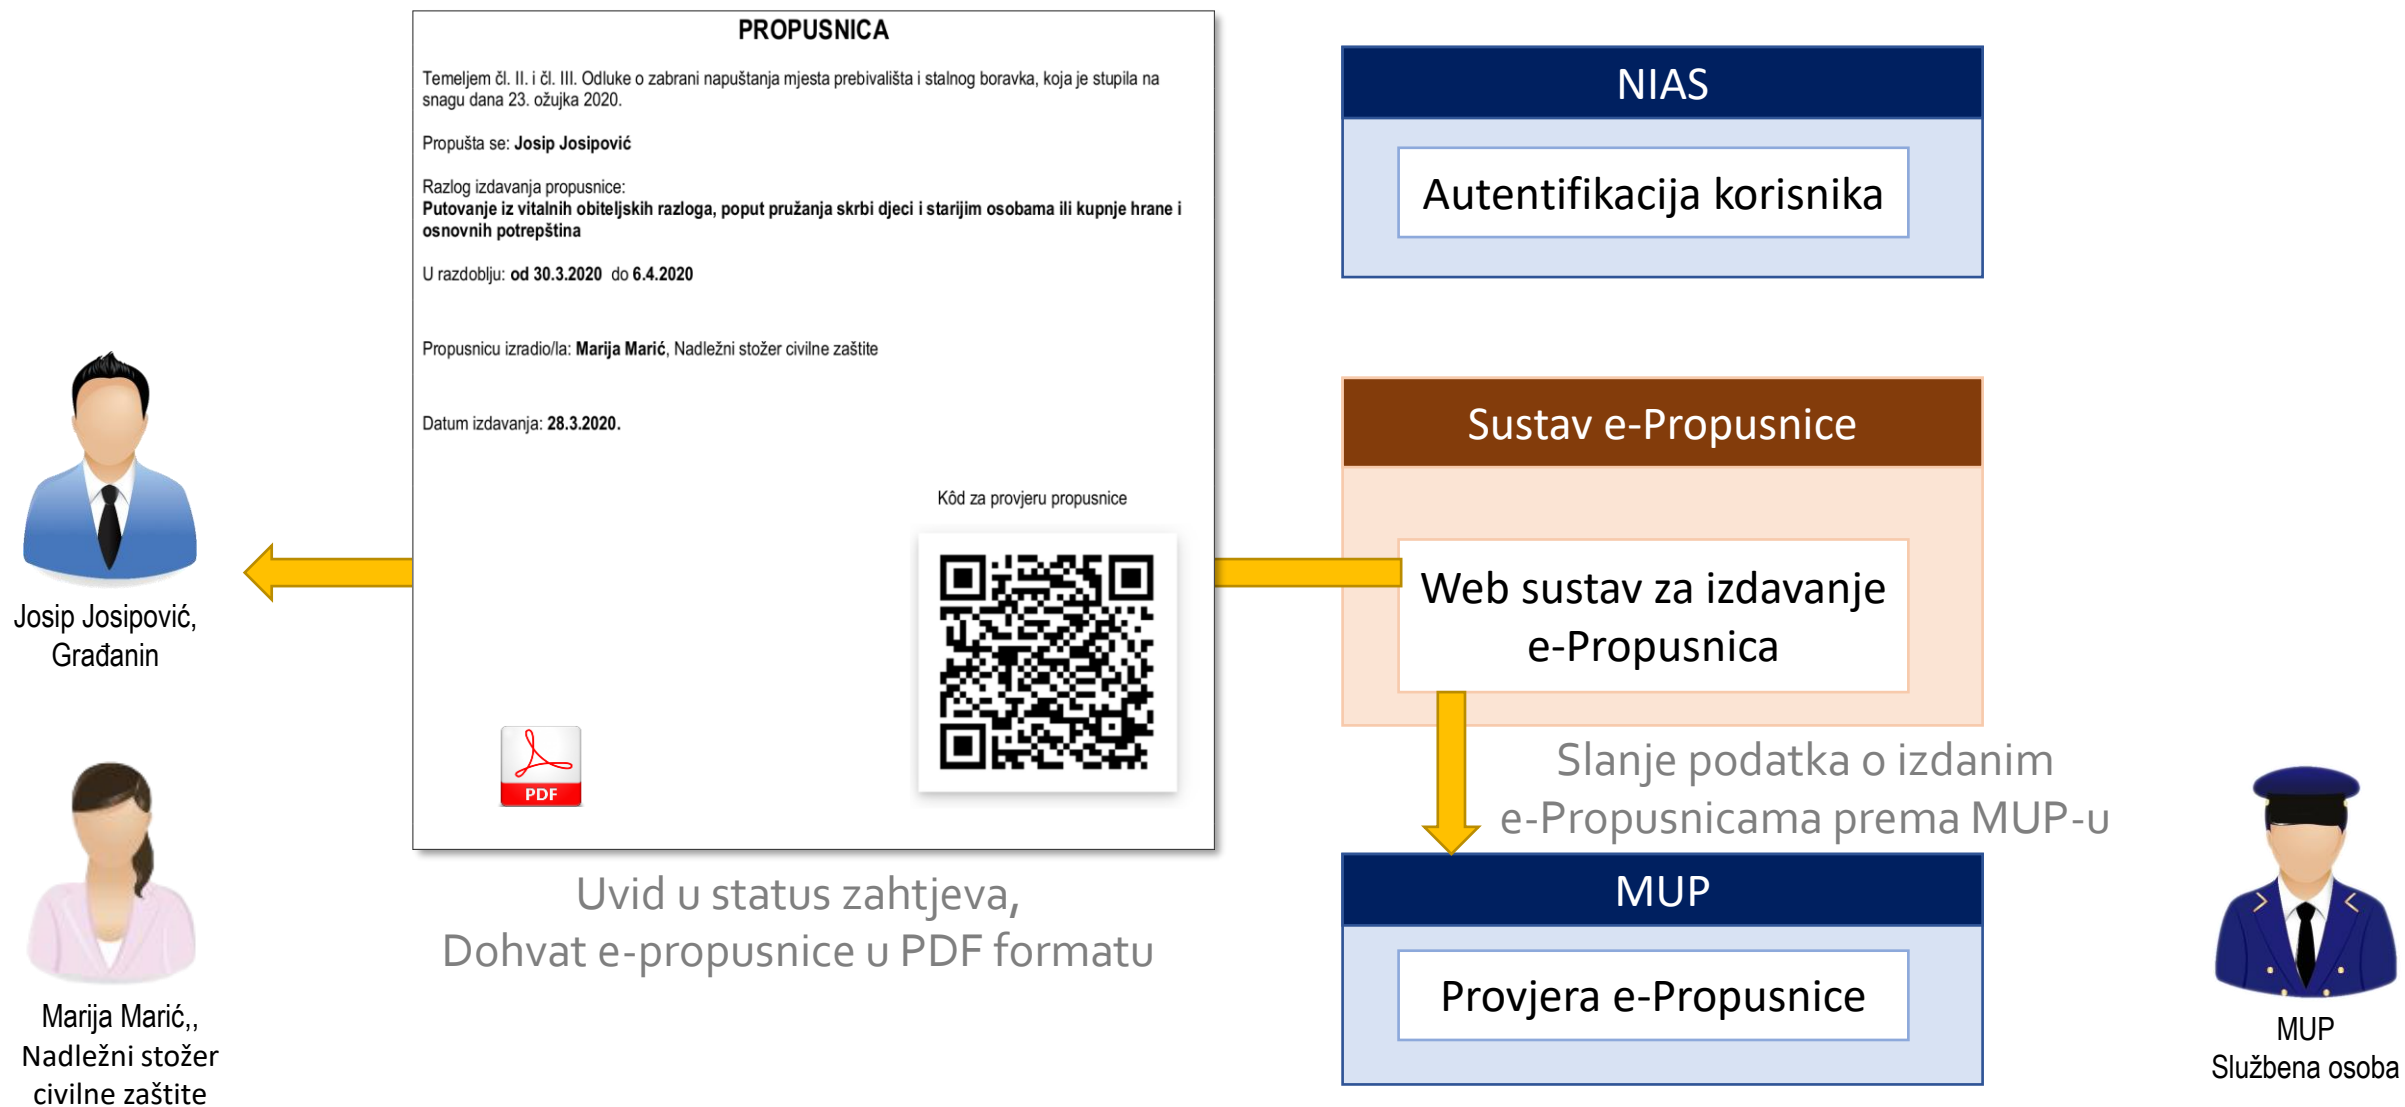 PROPUSNICA
Temeljem čl. II. i čl. III. Odluke o zabrani napuštanja mjesta prebivališta i stalnog boravka, koja je stupila na
snagu dana 23. ožujka 2020.
Propušta se: Josip Josipović
Razlog izdavanja propusnice:
Putovanje iz vitalnih obiteljskih razloga, poput pružanja skrbi djeci i starijim osobama ili kupnje hrane i
osnovnih potrepština
U razdoblju: od 30.3.2020 do 6.4.2020
Propusnicu izradio/la: Marija Marić, Nadležni stožer civilne zaštite
Datum izdavanja: 28.3.2020.
Kôd za provjeru propusnice
PDF
Uvid u status zahtjeva,
Dohvat e-propusnice u PDF formatu
Josip Josipović,
Građanin
Marija Marić,,
Nadležni stožer
civilne zaštite
NIAS
Autentifikacija korisnika
Sustav e-Propusnice
Web sustav za izdavanje
e-Propusnica
Slanje podatka o izdanim
e-Propusnicama prema MUP-u
MUP
Provjera e-Propusnice
MUP
Službena osoba